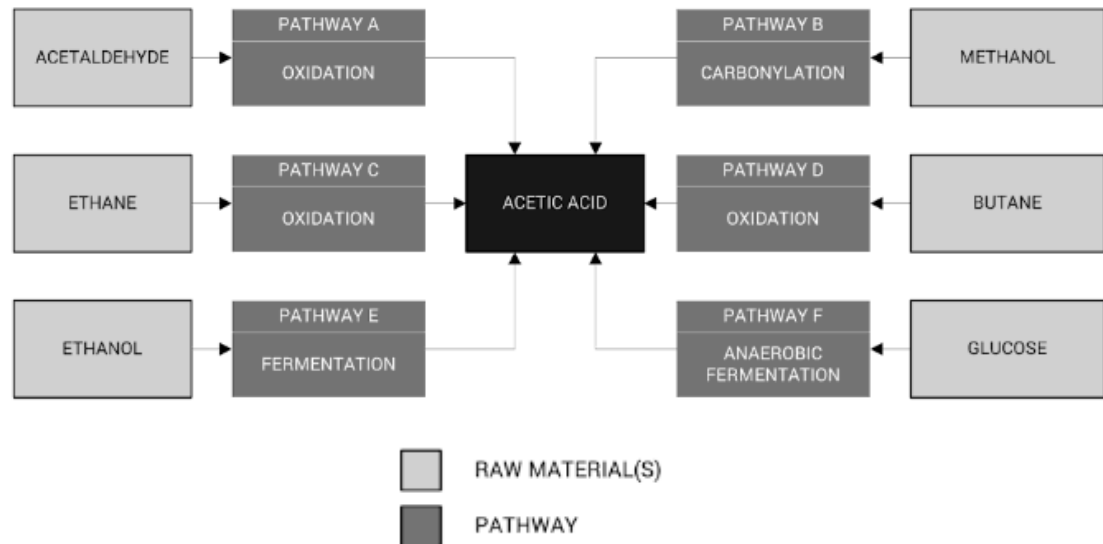 PATHWAY A
ACETALDEHYDE
OXIDATION
PATHWAY B
CARBONYLATION
METHANOL
PATHWAY C
ETHANE
OXIDATION
ACETIC ACID
PATHWAY D
OXIDATION
BUTANE
PATHWAY E
ETHANOL
FERMENTATION
PATHWAY F
ANAEROBIC
FERMENTATION
GLUCOSE
RAW MATERIAL(S)
PATHWAY